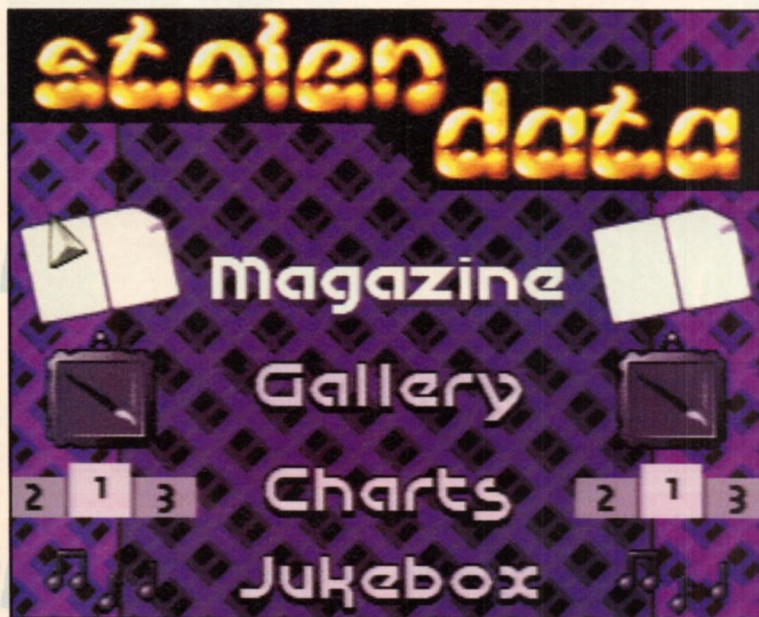 stolen
data
Magazine
Gallery
2 1 3 Charts 2 1 3
Jukebox